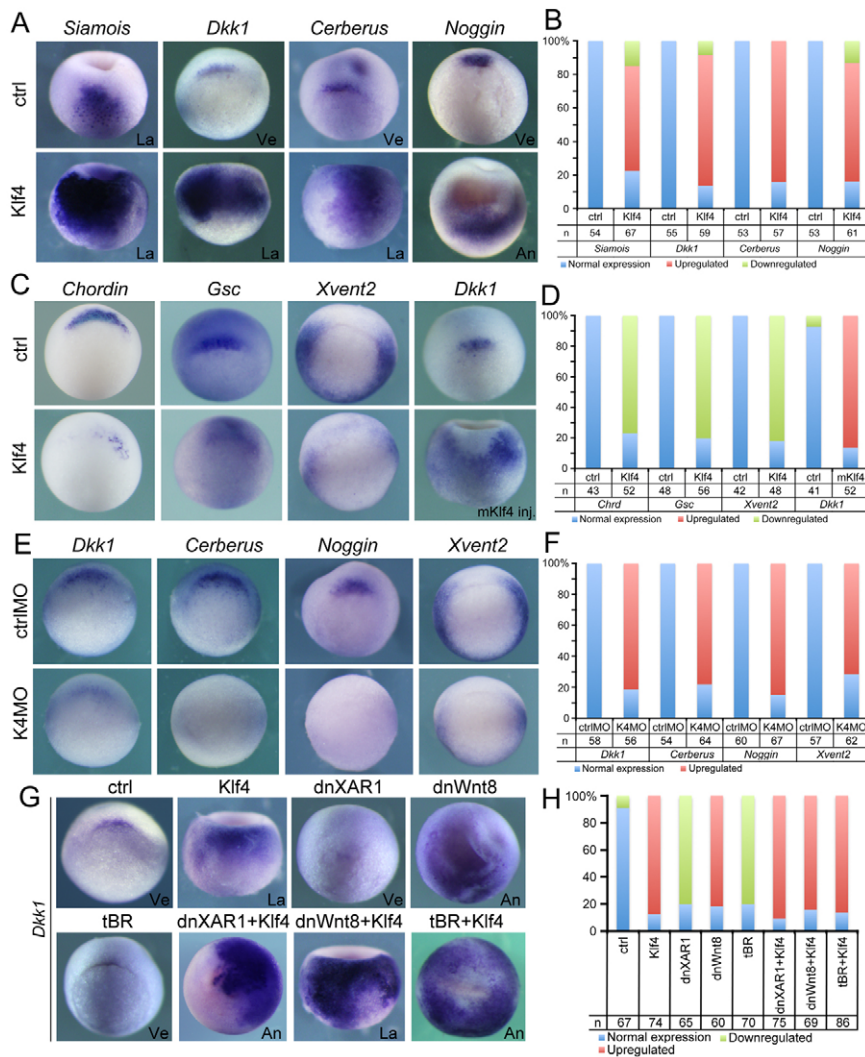 A
Siamois Dkk1 Cerberus Noggin
ctrl
La Ve Ve Ve
Klf4
La La La An
B
100%
80
60
40
20
0
ctrl Klf4 ctrl Klf4 ctrl Klf4 ctrl Klf4
n 54 67 55 59 53 57 53 61
Siamois Dkk1 Cerberus Noggin
Normal expression Upregulated Downregulated
C
Chordin Gsc Xvent2 Dkk1
ctrl
Klf4
mKlf4 inj.
D
100%
80
60
40
20
0
ctrl Klf4 ctrl Klf4 ctrl Klf4 ctrl mKlf4
n 43 52 48 56 42 48 41 52
Chrd Gsc Xvent2 Dkk1
Normal expression Upregulated Downregulated
E
Dkk1 Cerberus Noggin Xvent2
ctrlMO
K4MO
F
100%
80
60
40
20
0
ctrlMO K4MO ctrlMO K4MO ctrlMO K4MO ctrlMO K4MO
n 58 56 54 64 60 67 57 62
Dkk1 Cerberus Noggin Xvent2
Normal expression Upregulated
G
ctrl Klf4 dnXAR1 dnWnt8
Ve La Ve An
Dkk1
tBR dnXAR1+Klf4 dnWnt8+Klf4 tBR+Klf4
Ve An La An
H
100%
80
60
40
20
0
ctrl Klf4 dnXAR1 dnWnt8 tBR dnXAR1+Klf4 dnWnt8+Klf4 tBR+Klf4
n 67 74 65 60 70 75 69 86
Normal expression Downregulated
Upregulated